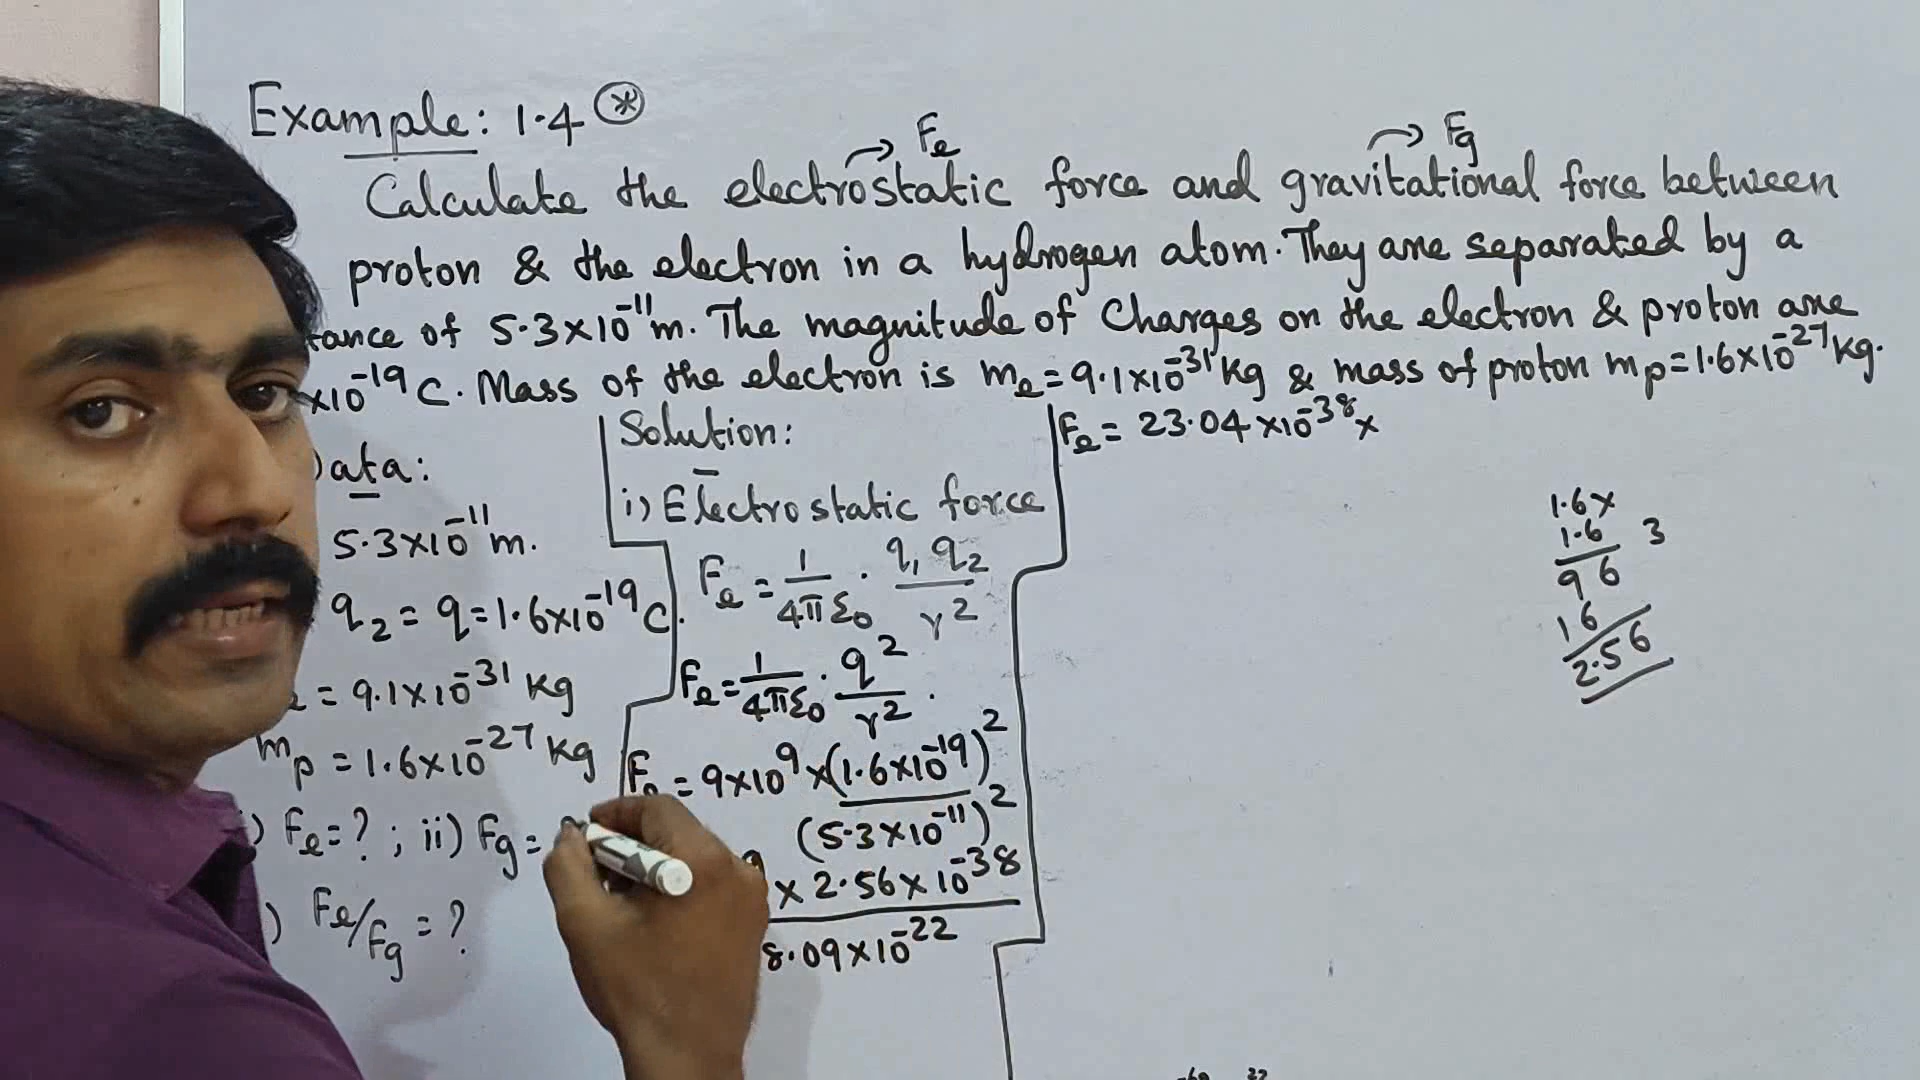 Example: 1.4 *
Fe
Fg
Calculate the electrostatic force and gravitational force between
proton & the electron in a hydrogen atom. They are separated by a
tance of 5.3×10⁻¹¹m. The magnitude of Charges on the electron & proton are
×10⁻¹⁹C. Mass of the electron is me=9.1×10⁻³¹kg & mass of proton mp=1.6×10⁻²⁷kg.
ata:
5.3×10⁻¹¹m.
q2 = q=1.6×10⁻¹⁹C.
= 9.1×10⁻³¹ kg
mp = 1.6×10⁻²⁷ kg
) Fe=? ; ii) Fg=
) Fe/Fg = ?
Solution:
i) Electrostatic force
Fe = 1/4πε0 · q1q2/r²
Fe = 1/4πε0 · q²/r² .
Fe = 9×10⁹×(1.6×10⁻¹⁹)²
(5.3×10⁻¹¹)²
× 2.56×10⁻³⁸
8.09×10⁻²²
Fe = 23.04×10⁻³⁸×
1.6×
1.6 3
96
16
2.56